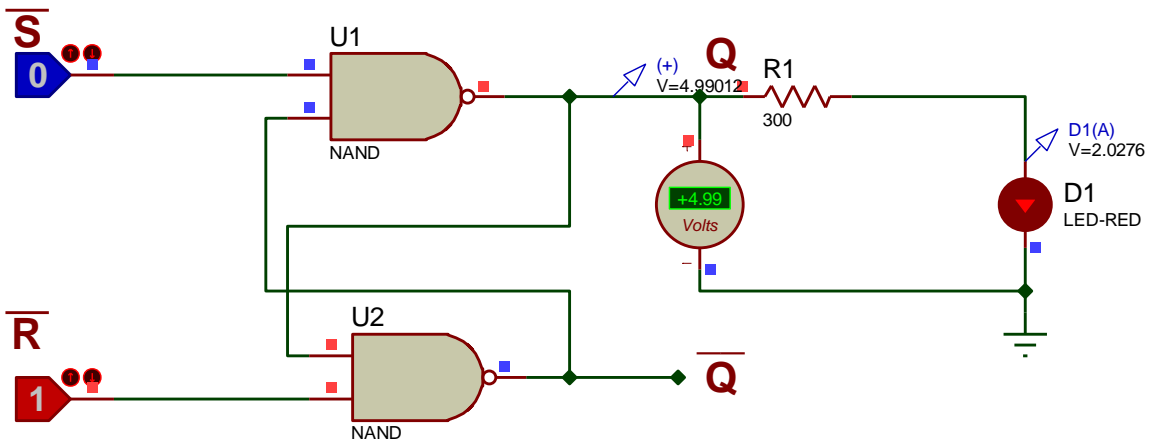 S
0
U1
NAND
(+)
V=4.99012
Q
R1
300
+
+4.99
Volts
–
D1(A)
V=2.0276
D1
LED-RED
R
1
U2
NAND
Q